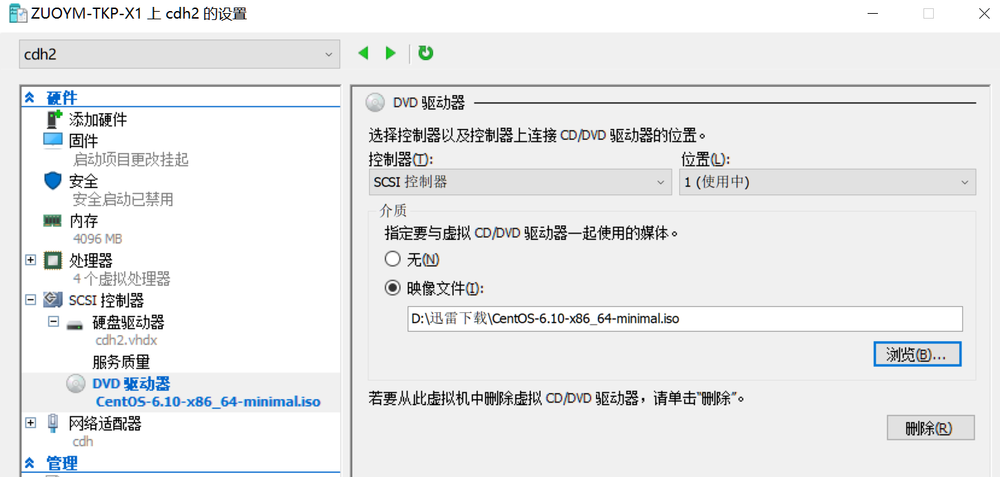 ZUOYM-TKP-X1 上 cdh2 的设置
cdh2
硬件
添加硬件
固件
启动项目更改挂起
安全
安全启动已禁用
内存
4096 MB
处理器
4 个虚拟处理器
SCSI 控制器
硬盘驱动器
cdh2.vhdx
服务质量
DVD 驱动器
CentOS-6.10-x86_64-minimal.iso
网络适配器
cdh
管理
DVD 驱动器
选择控制器以及控制器上连接 CD/DVD 驱动器的位置。
控制器(T):
位置(L):
SCSI 控制器
1 (使用中)
介质
指定要与虚拟 CD/DVD 驱动器一起使用的媒体。
无(N)
映像文件(I):
D:\迅雷下载\CentOS-6.10-x86_64-minimal.iso
浏览(B)...
若要从此虚拟机中删除虚拟 CD/DVD 驱动器，请单击“删除”。
删除(R)